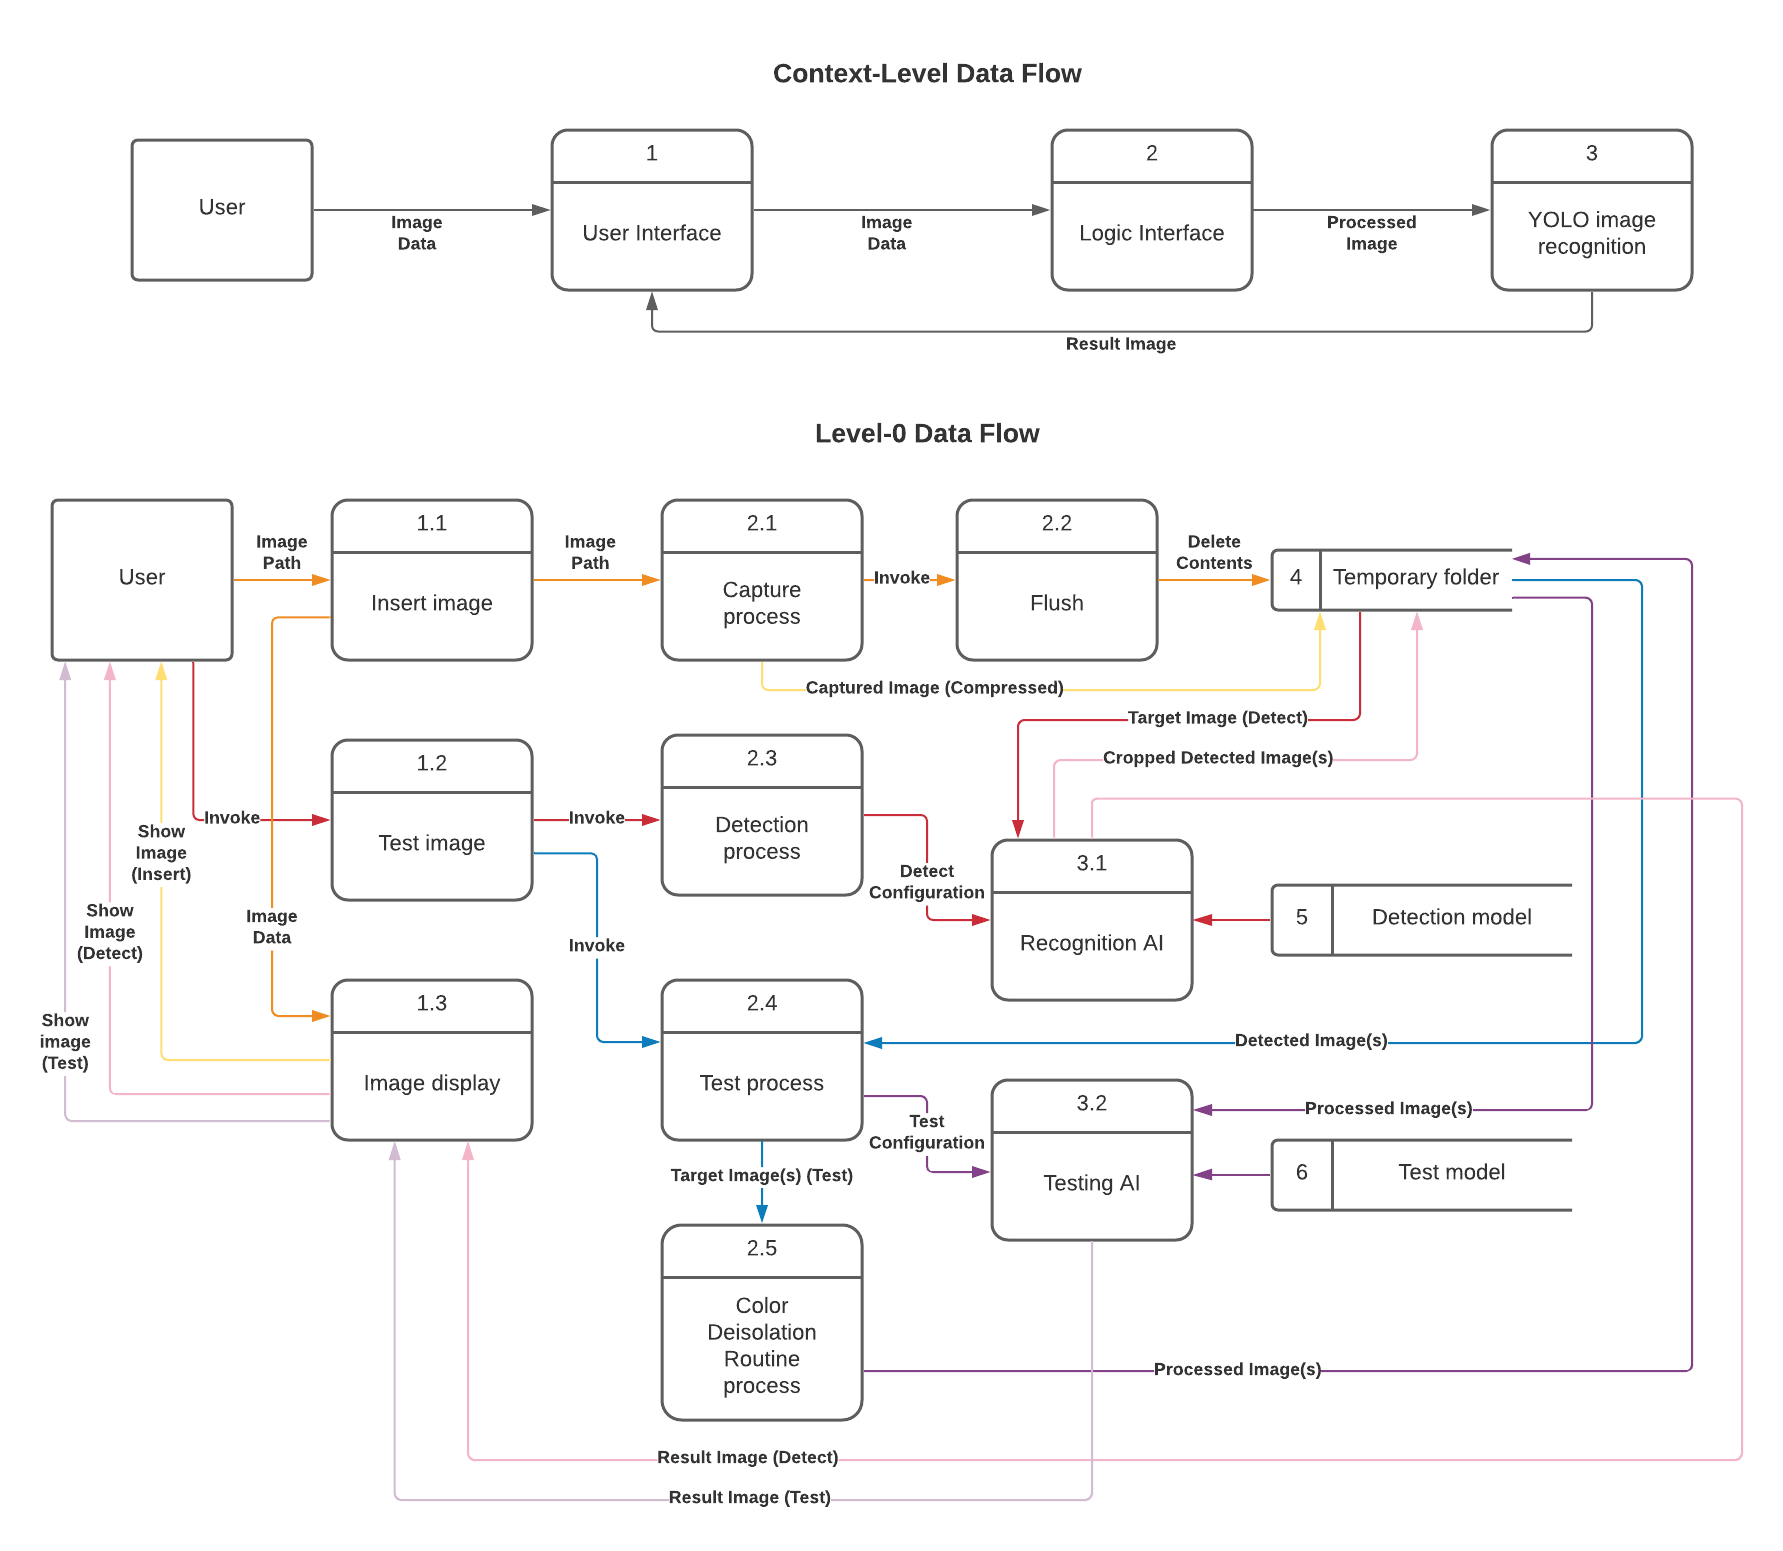 Context-Level Data Flow
User
Image
Data
1
User Interface
Image
Data
2
Logic Interface
Processed
Image
3
YOLO image
recognition
Result Image
Level-0 Data Flow
User
Image
Path
1.1
Insert image
Image
Path
2.1
Capture
process
Invoke
2.2
Flush
Delete
Contents
4
Temporary folder
Captured Image (Compressed)
Target Image (Detect)
Cropped Detected Image(s)
Invoke
1.2
Test image
Invoke
2.3
Detection
process
Detect
Configuration
3.1
Recognition AI
5
Detection model
Show
Image
(Insert)
Show
Image
(Detect)
Image
Data
Invoke
Show
image
(Test)
1.3
Image display
2.4
Test process
Detected Image(s)
Test
Configuration
3.2
Testing AI
Processed Image(s)
6
Test model
Target Image(s) (Test)
2.5
Color
Deisolation
Routine
process
Processed Image(s)
Result Image (Detect)
Result Image (Test)